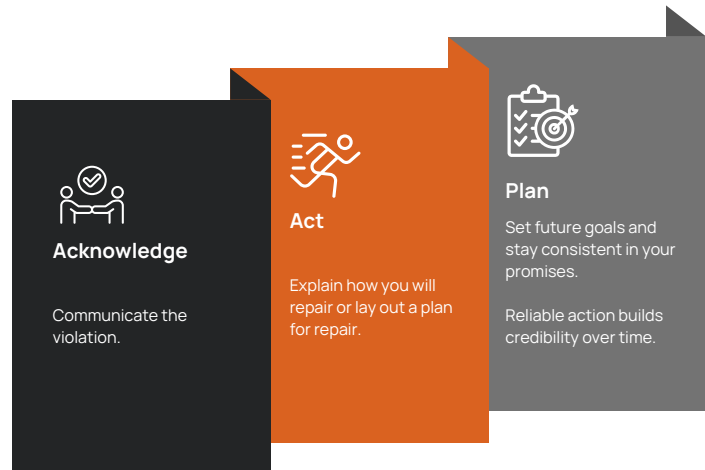 Acknowledge
Communicate the
violation.
Act
Explain how you will
repair or lay out a plan
for repair.
Plan
Set future goals and
stay consistent in your
promises.
Reliable action builds
credibility over time.